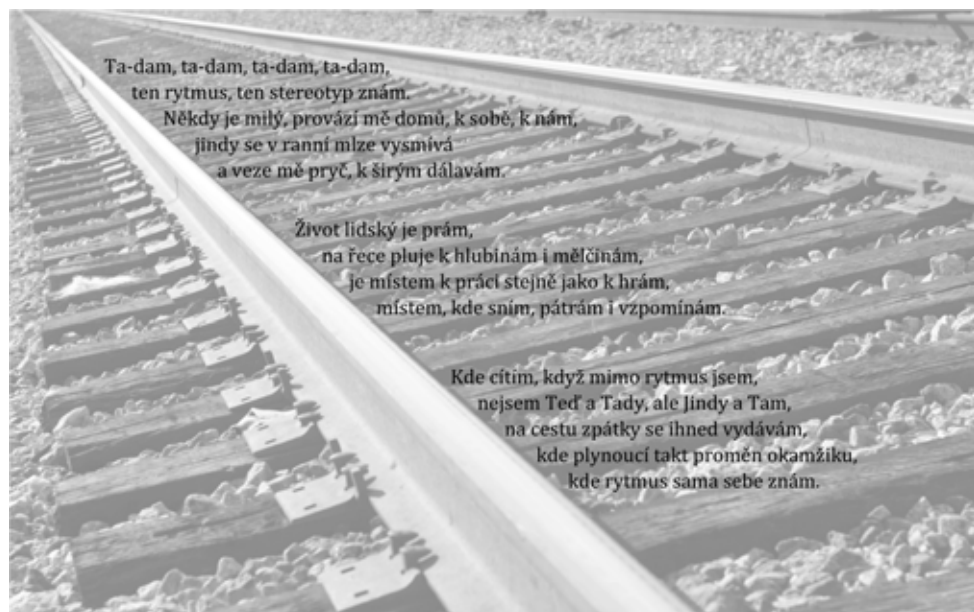 Ta-dam, ta-dam, ta-dam, ta-dam,
ten rytmus, ten stereotyp znám.
Někdy je milý, provází mě domů, k sobě, k nám,
jindy se v ranní mlze vysmívá
a veze mě pryč, k širým dálavám.
Život lidský je prám,
na řece pluje k hlubinám i mělčinám,
je místem k práci stejně jako k hrám,
místem, kde sním, pátrám i vzpomínám.
Kde cítím, když mimo rytmus jsem,
nejsem Teď a Tady, ale Jindy a Tam,
na cestu zpátky se ihned vydávám,
kde plynoucí takt proměn okamžiku,
kde rytmus sama sebe znám.